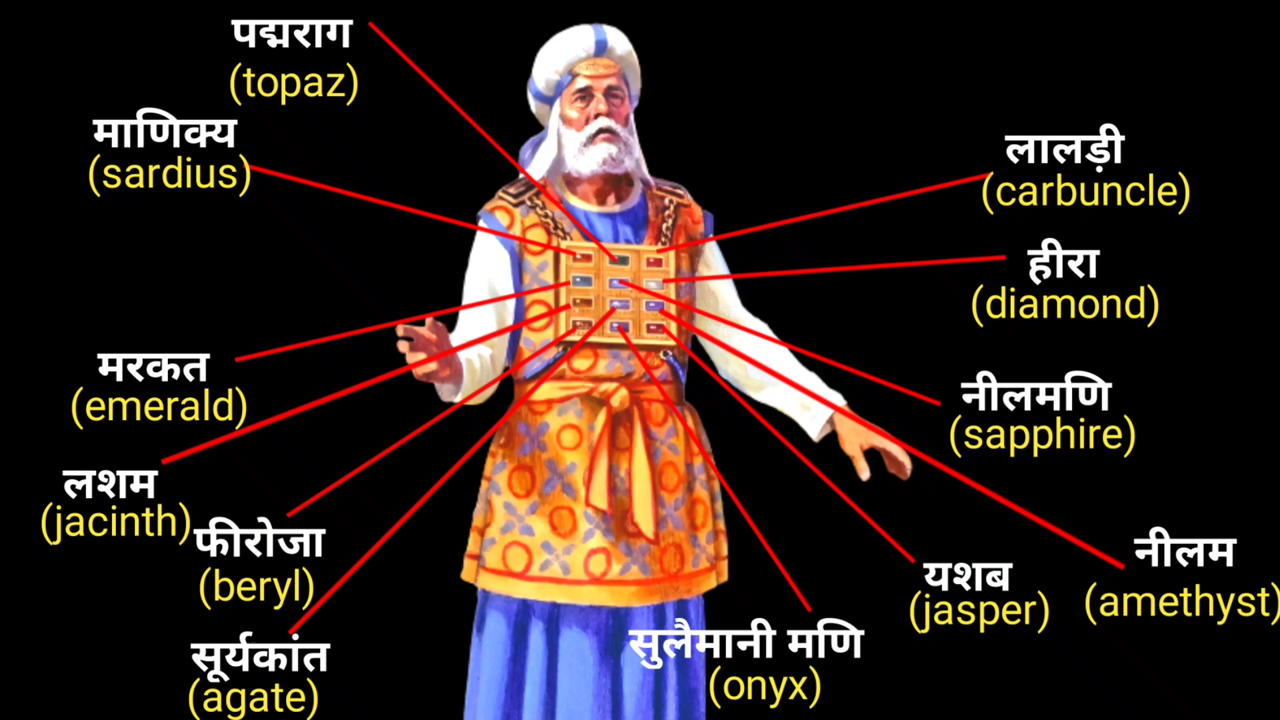 पद्मराग
(topaz)
माणिक्य
(sardius)
लालड़ी
(carbuncle)
हीरा
(diamond)
मरकत
(emerald)
नीलमणि
(sapphire)
लशम
(jacinth)
फीरोजा
(beryl)
यशब
(jasper)
नीलम
(amethyst)
सूर्यकांत
(agate)
सुलैमानी मणि
(onyx)